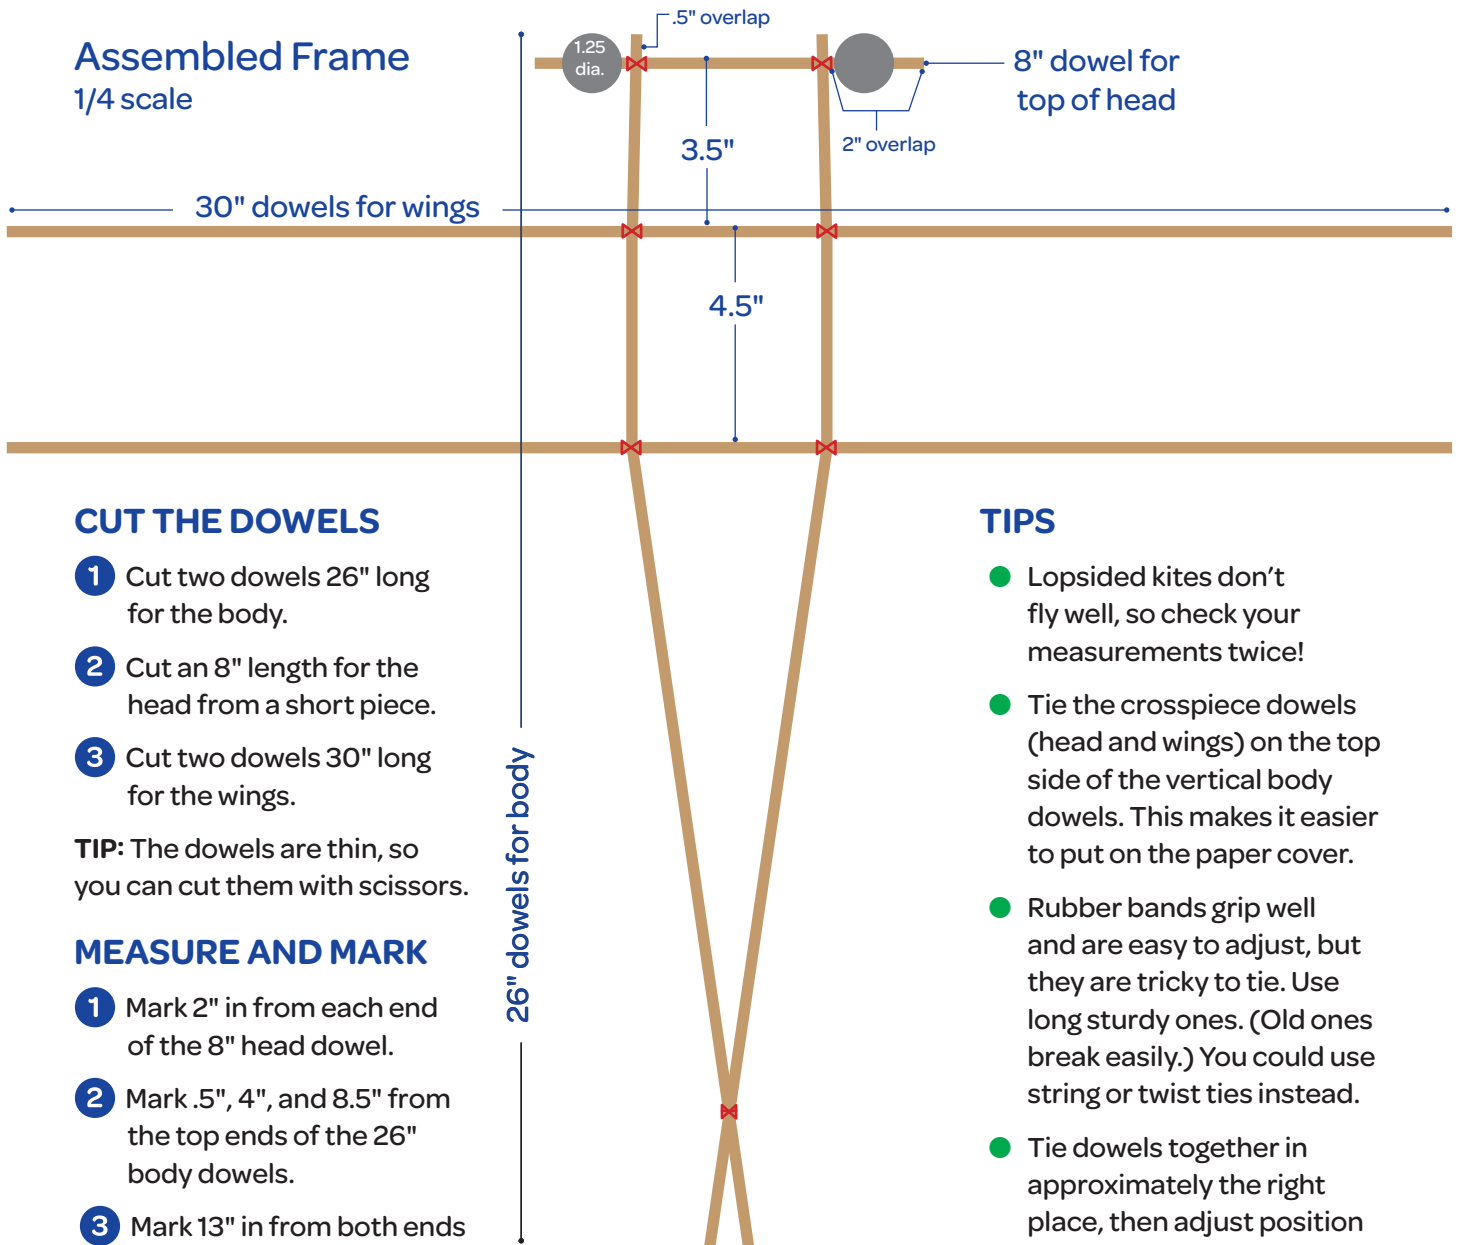 Assembled Frame
1/4 scale
.5" overlap
1.25
dia.
8" dowel for
top of head
2" overlap
3.5"
30" dowels for wings
4.5"
26" dowels for body
CUT THE DOWELS
1 Cut two dowels 26" long
for the body.
2 Cut an 8" length for the
head from a short piece.
3 Cut two dowels 30" long
for the wings.
TIP: The dowels are thin, so
you can cut them with scissors.
MEASURE AND MARK
1 Mark 2" in from each end
of the 8" head dowel.
2 Mark .5", 4", and 8.5" from
the top ends of the 26"
body dowels.
3 Mark 13" in from both ends
TIPS
Lopsided kites don’t
fly well, so check your
measurements twice!
Tie the crosspiece dowels
(head and wings) on the top
side of the vertical body
dowels. This makes it easier
to put on the paper cover.
Rubber bands grip well
and are easy to adjust, but
they are tricky to tie. Use
long sturdy ones. (Old ones
break easily.) You could use
string or twist ties instead.
Tie dowels together in
approximately the right
place, then adjust position